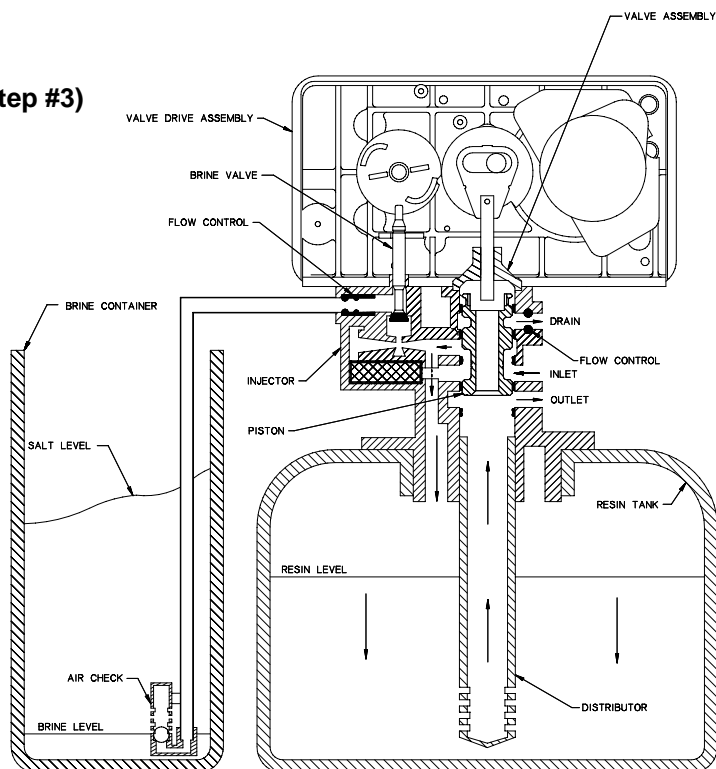 VALVE ASSEMBLY
tep #3)
VALVE DRIVE ASSEMBLY
BRINE VALVE
FLOW CONTROL
BRINE CONTAINER
DRAIN
FLOW CONTROL
INJECTOR
INLET
OUTLET
PISTON
SALT LEVEL
RESIN TANK
RESIN LEVEL
AIR CHECK
DISTRIBUTOR
BRINE LEVEL